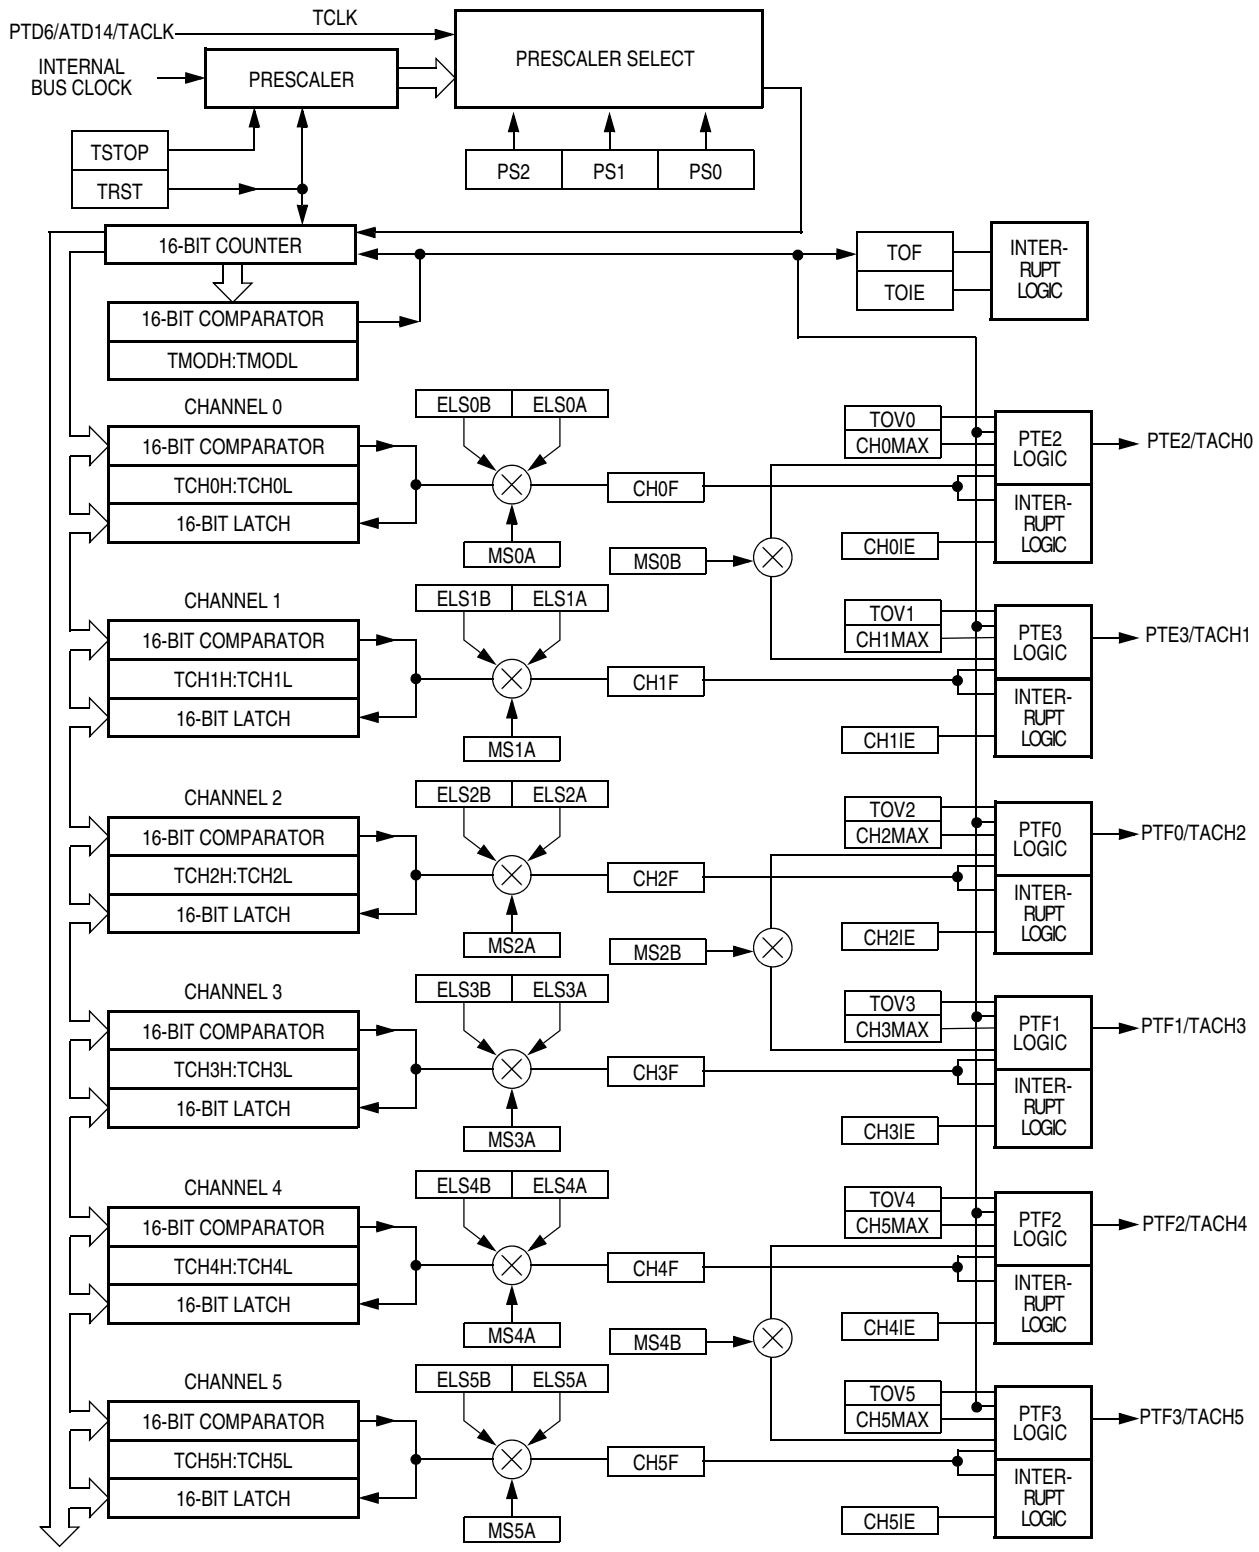 TCLK
PTD6/ATD14/TACLK
PRESCALER SELECT
INTERNAL
BUS CLOCK
PRESCALER
TSTOP
TRST
PS2
PS1
PS0
16-BIT COUNTER
TOF
TOIE
INTER-
RUPT
LOGIC
16-BIT COMPARATOR
TMODH:TMODL
CHANNEL 0
16-BIT COMPARATOR
TCH0H:TCH0L
16-BIT LATCH
ELS0B
ELS0A
MS0A
CH0F
MS0B
TOV0
CH0MAX
CH0IE
PTE2
LOGIC
INTER-
RUPT
LOGIC
PTE2/TACH0
CHANNEL 1
16-BIT COMPARATOR
TCH1H:TCH1L
16-BIT LATCH
ELS1B
ELS1A
MS1A
CH1F
TOV1
CH1MAX
CH1IE
PTE3
LOGIC
INTER-
RUPT
LOGIC
PTE3/TACH1
CHANNEL 2
16-BIT COMPARATOR
TCH2H:TCH2L
16-BIT LATCH
ELS2B
ELS2A
MS2A
CH2F
MS2B
TOV2
CH2MAX
CH2IE
PTF0
LOGIC
INTER-
RUPT
LOGIC
PTF0/TACH2
CHANNEL 3
16-BIT COMPARATOR
TCH3H:TCH3L
16-BIT LATCH
ELS3B
ELS3A
MS3A
CH3F
TOV3
CH3MAX
CH3IE
PTF1
LOGIC
INTER-
RUPT
LOGIC
PTF1/TACH3
CHANNEL 4
16-BIT COMPARATOR
TCH4H:TCH4L
16-BIT LATCH
ELS4B
ELS4A
MS4A
CH4F
MS4B
TOV4
CH5MAX
CH4IE
PTF2
LOGIC
INTER-
RUPT
LOGIC
PTF2/TACH4
CHANNEL 5
16-BIT COMPARATOR
TCH5H:TCH5L
16-BIT LATCH
ELS5B
ELS5A
MS5A
CH5F
TOV5
CH5MAX
CH5IE
PTF3
LOGIC
INTER-
RUPT
LOGIC
PTF3/TACH5